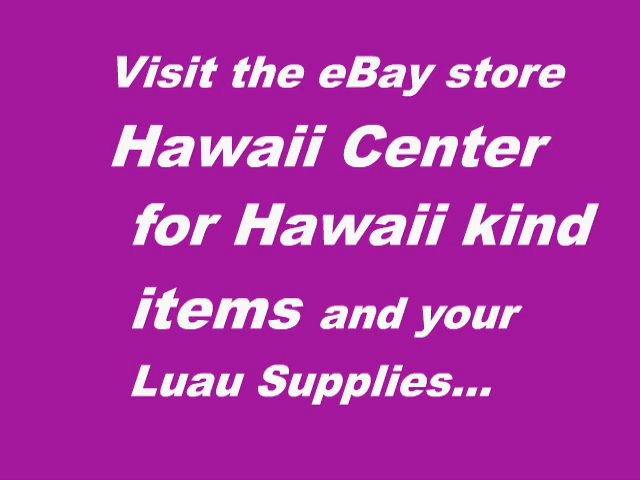 Visit the eBay store
Hawaii Center
for Hawaii kind
items and your
Luau Supplies...